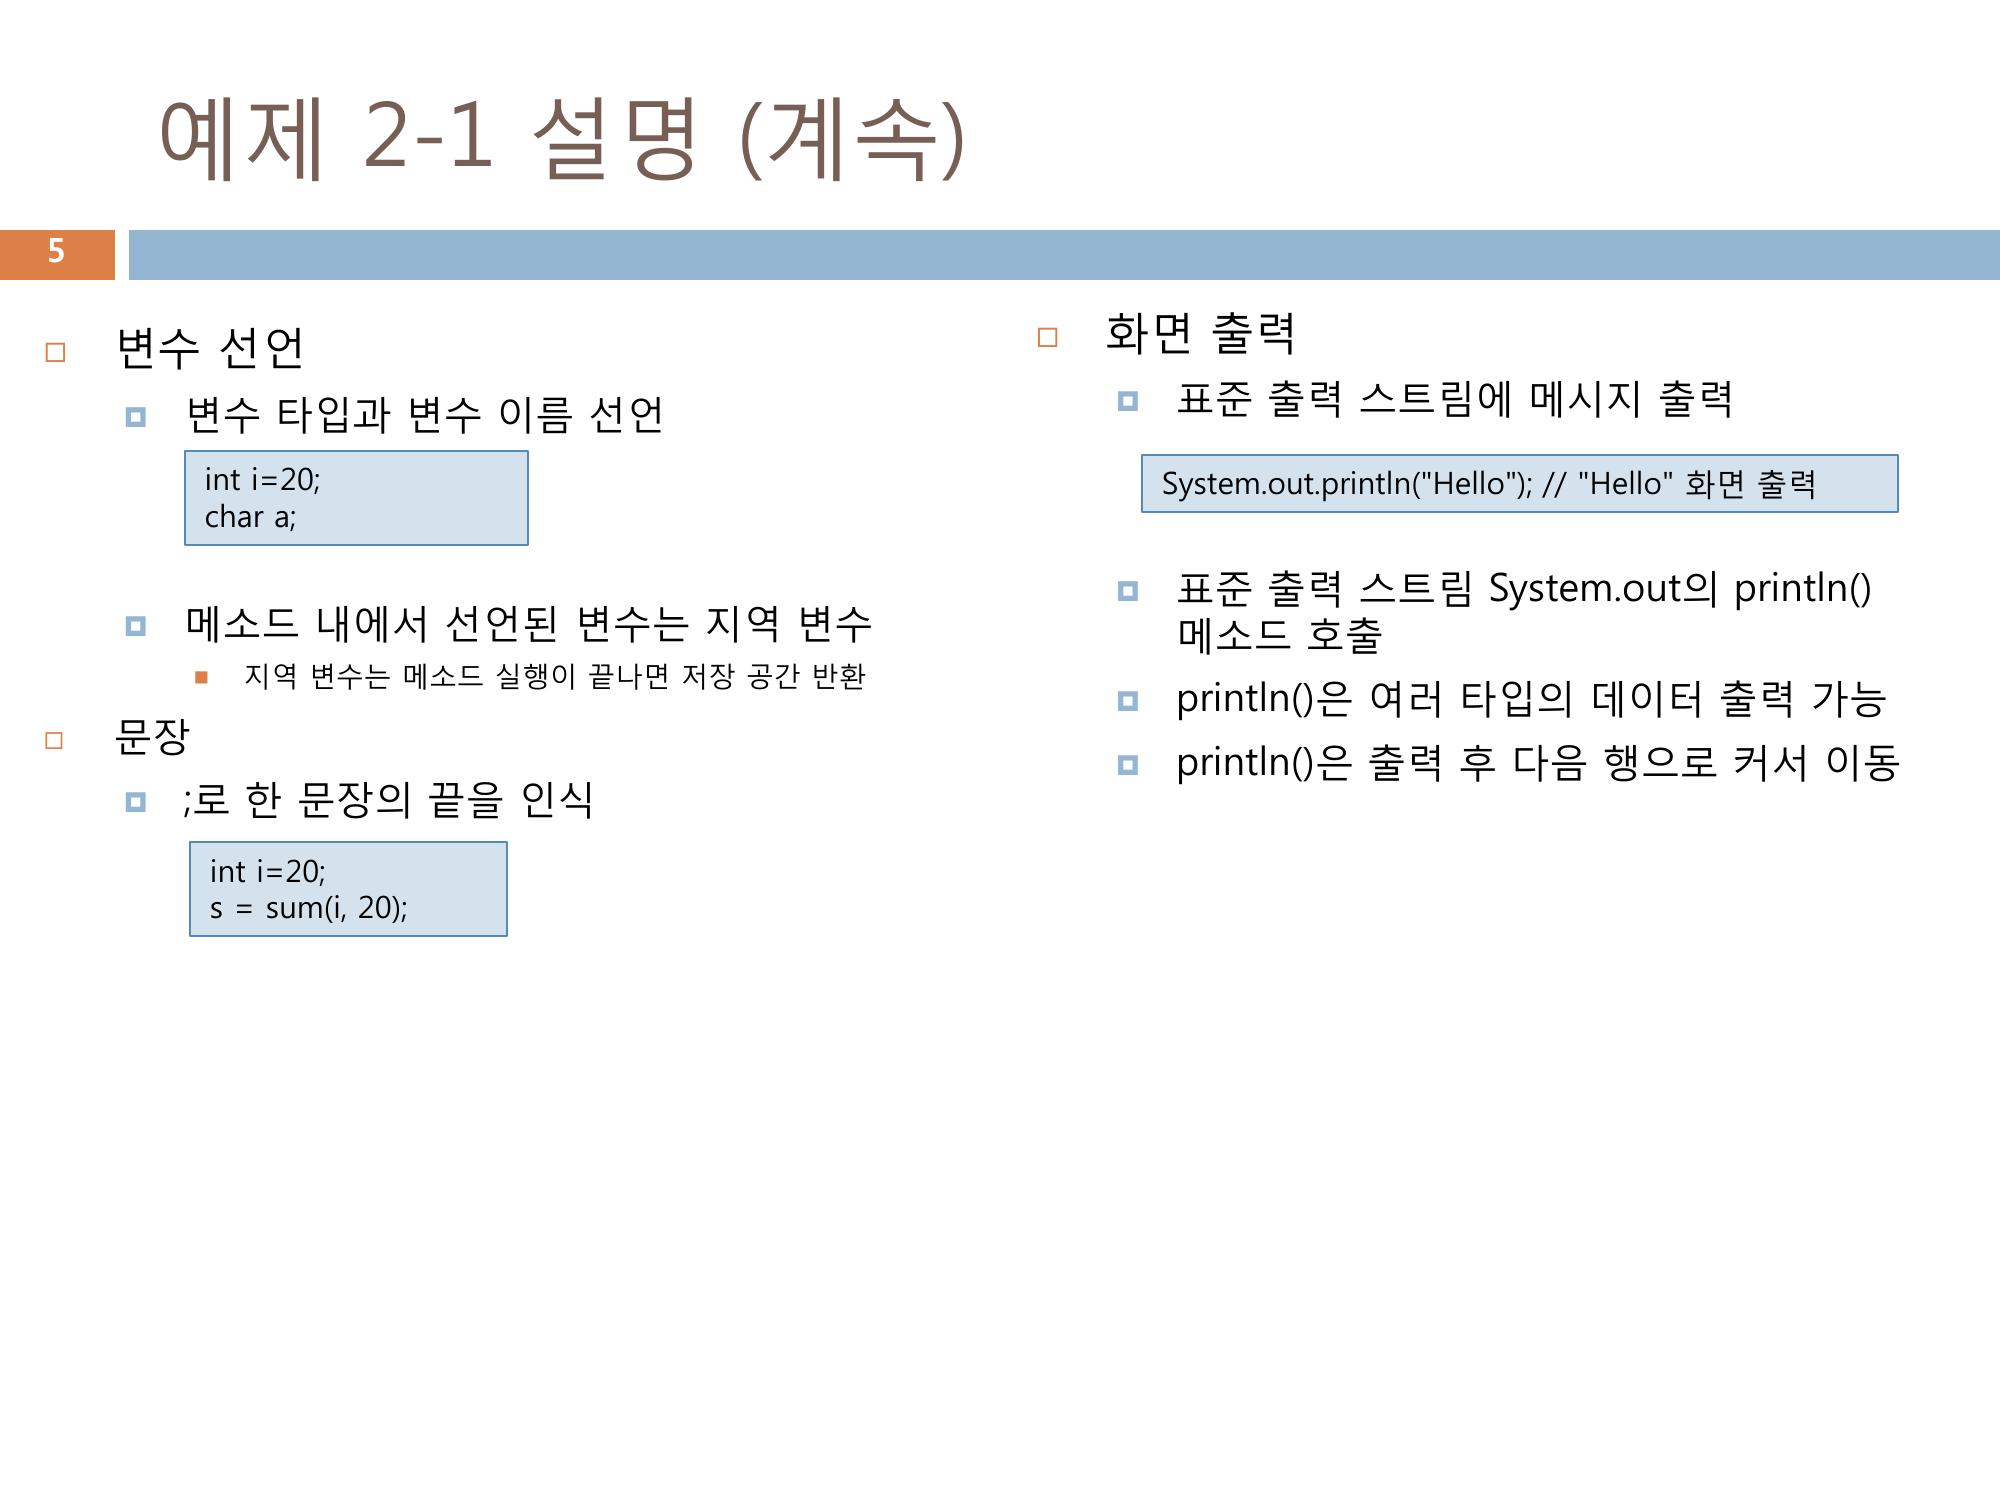 예제 2-1 설명 (계속)
5
변수 선언
변수 타입과 변수 이름 선언
int i=20;
char a;
메소드 내에서 선언된 변수는 지역 변수
지역 변수는 메소드 실행이 끝나면 저장 공간 반환
문장
;로 한 문장의 끝을 인식
int i=20;
s = sum(i, 20);
화면 출력
표준 출력 스트림에 메시지 출력
System.out.println("Hello"); // "Hello" 화면 출력
표준 출력 스트림 System.out의 println()
메소드 호출
println()은 여러 타입의 데이터 출력 가능
println()은 출력 후 다음 행으로 커서 이동